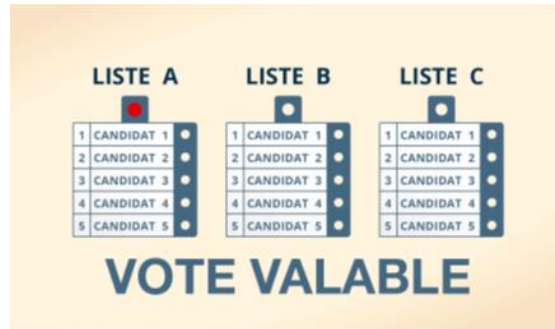 LISTE A LISTE B LISTE C
1 CANDIDAT 1 1 CANDIDAT 1 1 CANDIDAT 1
2 CANDIDAT 2 2 CANDIDAT 2 2 CANDIDAT 2
3 CANDIDAT 3 3 CANDIDAT 3 3 CANDIDAT 3
4 CANDIDAT 4 4 CANDIDAT 4 4 CANDIDAT 4
5 CANDIDAT 5 5 CANDIDAT 5 5 CANDIDAT 5
VOTE VALABLE